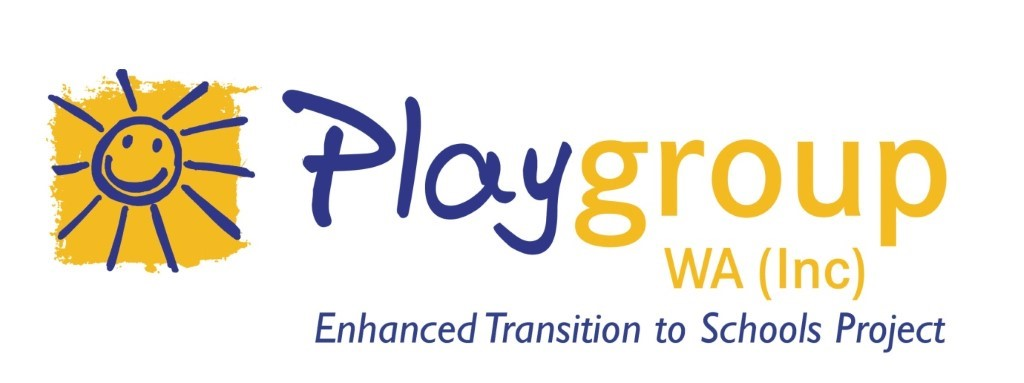 Playgroup
WA (Inc)
Enhanced Transition to Schools Project